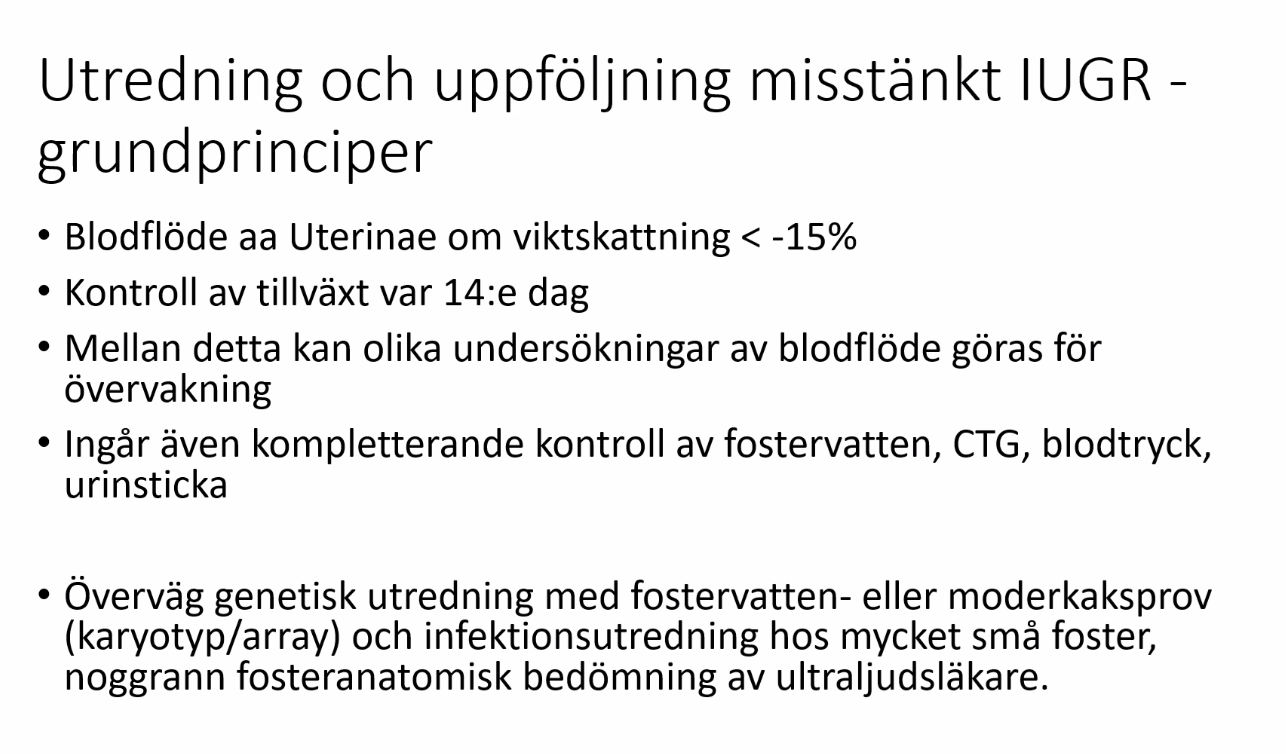 Utredning och uppföljning misstänkt IUGR -
grundprinciper
• Blodflöde aa Uterinae om viktskattning < -15%
• Kontroll av tillväxt var 14:e dag
• Mellan detta kan olika undersökningar av blodflöde göras för
övervakning
• Ingår även kompletterande kontroll av fostervatten, CTG, blodtryck,
urinsticka
• Överväg genetisk utredning med fostervatten- eller moderkaksprov
(karyotyp/array) och infektionsutredning hos mycket små foster,
noggrann fosteranatomisk bedömning av ultraljudsläkare.